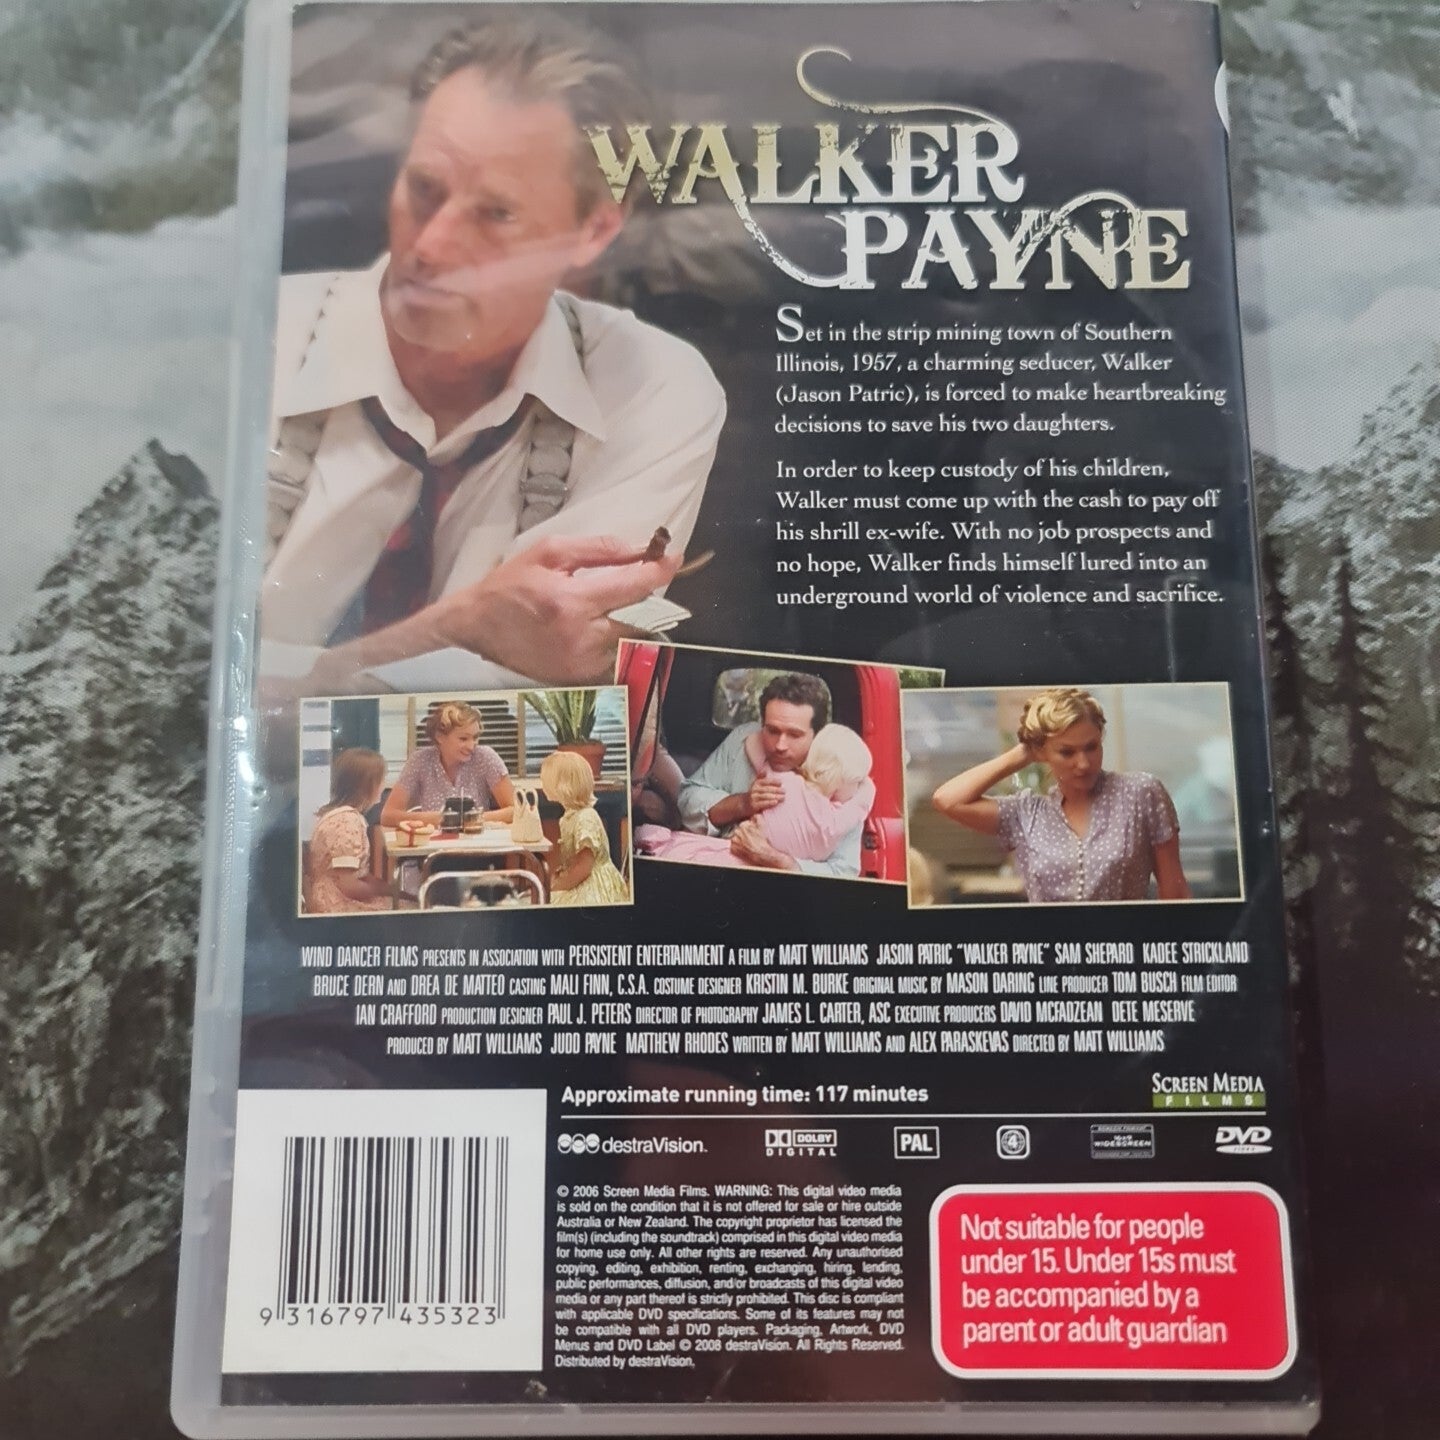 WALKER
PAYNE
Set in the strip mining town of Southern
Illinois, 1957, a charming seducer, Walker
(Jason Patric), is forced to make heartbreaking
decisions to save his two daughters.
In order to keep custody of his children,
Walker must come up with the cash to pay off
his shrill ex-wife. With no job prospects and
no hope, Walker finds himself lured into an
underground world of violence and sacrifice.
WIND DANCER FILMS PRESENTS IN ASSOCIATION WITH PERSISTENT ENTERTAINMENT A FILM BY MATT WILLIAMS JASON PATRIC "WALKER PAYNE" SAM SHEPARD KADEE STRICKLAND
BRUCE DERN AND DREA DE MATTEO CASTING MALI FINN, C.S.A. COSTUME DESIGNER KRISTIN M. BURKE ORIGINAL MUSIC BY MASON DARING LINE PRODUCER TOM BUSCH FILM EDITOR
IAN CRAFFORD PRODUCTION DESIGNER PAUL J. PETERS DIRECTOR OF PHOTOGRAPHY JAMES L. CARTER, ASC EXECUTIVE PRODUCERS DAVID MCFADZEAN DETE MESERVE
PRODUCED BY MATT WILLIAMS JUDD PAYNE MATTHEW RHODES WRITTEN BY MATT WILLIAMS AND ALEX PARASKEVAS DIRECTED BY MATT WILLIAMS
Approximate running time: 117 minutes
SCREEN MEDIA
FILMS
destraVision.
DOLBY
DIGITAL
PAL
4
16:9
WIDESCREEN
DVD
VIDEO
© 2006 Screen Media Films. WARNING: This digital video media
is sold on the condition that it is not offered for sale or hire outside
Australia or New Zealand. The copyright proprietor has licensed the
film(s) (including the soundtrack) comprised in this digital video media
for home use only. All other rights are reserved. Any unauthorised
copying, editing, exhibition, renting, exchanging, hiring, lending,
public performances, diffusion, and/or broadcasts of this digital video
media or any part thereof is strictly prohibited. This disc is compliant
with applicable DVD specifications. Some of its features may not
be compatible with all DVD players. Packaging, Artwork, DVD
Menus and DVD Label © 2008 destraVision. All Rights Reserved.
Distributed by destraVision.
Not suitable for people
under 15. Under 15s must
be accompanied by a
parent or adult guardian
9 316797 435323